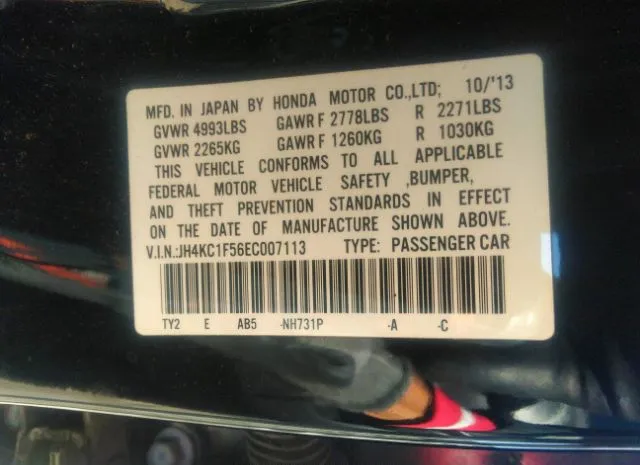 MFD. IN JAPAN BY HONDA MOTOR CO.,LTD; 10/'13
GVWR 4993LBS GAWR F 2778LBS R 2271LBS
GVWR 2265KG GAWR F 1260KG R 1030KG
THIS VEHICLE CONFORMS TO ALL APPLICABLE
FEDERAL MOTOR VEHICLE SAFETY ,BUMPER,
AND THEFT PREVENTION STANDARDS IN EFFECT
ON THE DATE OF MANUFACTURE SHOWN ABOVE.
V.I.N.:JH4KC1F56EC007113 TYPE: PASSENGER CAR
TY2 E AB5 -NH731P -A -C